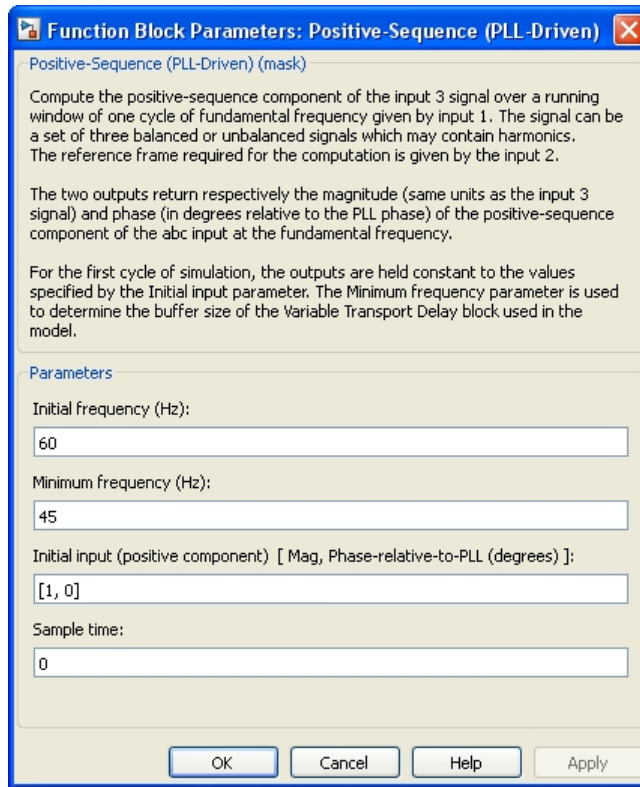 Function Block Parameters: Positive-Sequence (PLL-Driven)
Positive-Sequence (PLL-Driven) (mask)
Compute the positive-sequence component of the input 3 signal over a running
window of one cycle of fundamental frequency given by input 1. The signal can be
a set of three balanced or unbalanced signals which may contain harmonics.
The reference frame required for the computation is given by the input 2.
The two outputs return respectively the magnitude (same units as the input 3
signal) and phase (in degrees relative to the PLL phase) of the positive-sequence
component of the abc input at the fundamental frequency.
For the first cycle of simulation, the outputs are held constant to the values
specified by the Initial input parameter. The Minimum frequency parameter is used
to determine the buffer size of the Variable Transport Delay block used in the
model.
Parameters
Initial frequency (Hz):
60
Minimum frequency (Hz):
45
Initial input (positive component) [ Mag, Phase-relative-to-PLL (degrees) ]:
[1, 0]
Sample time:
0
OK Cancel Help Apply